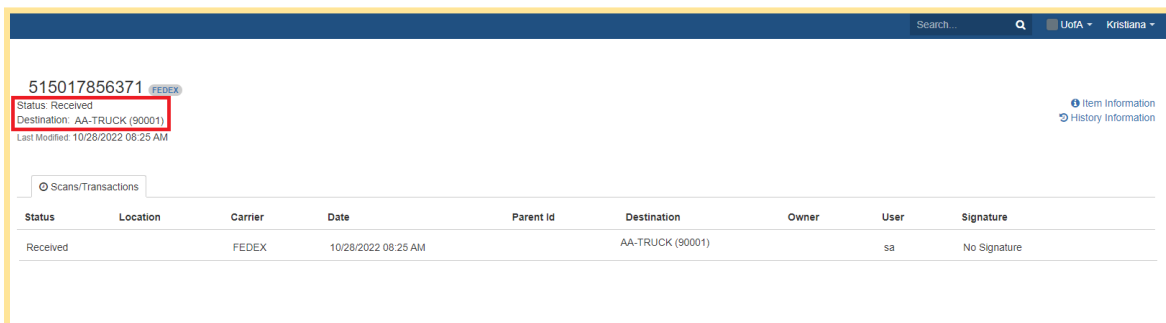 Search... UofA Kristiana
515017856371 FEDEX
Status: Received
Destination: AA-TRUCK (90001)
Last Modified: 10/28/2022 08:25 AM
Item Information
History Information
Scans/Transactions
Status Location Carrier Date Parent Id Destination Owner User Signature
Received FEDEX 10/28/2022 08:25 AM AA-TRUCK (90001) sa No Signature